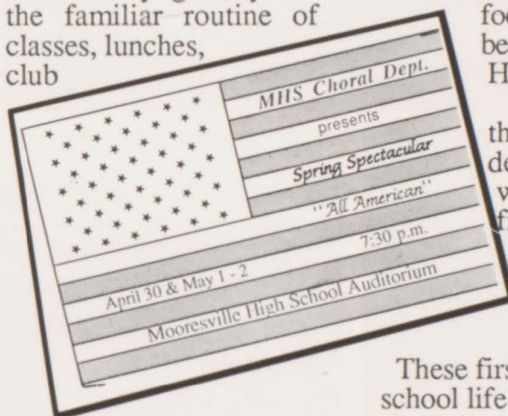 the familiar routine of
classes, lunches,
club
MHS Choral Dept.
presents
Spring Spectacular
"All American"
April 30 & May 1 - 2 7:30 p.m.
Mooresville High School Auditorium
These firs
school life